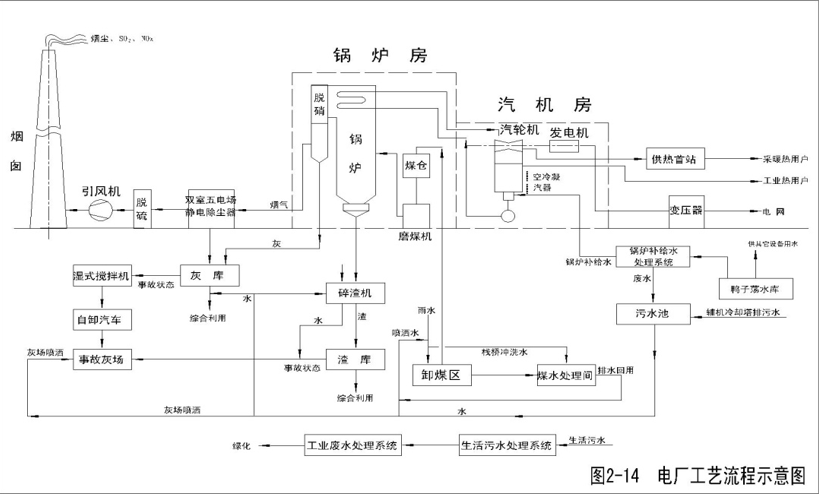 烟尘、SO₂、NOx
锅 炉 房
汽 机 房
脱硝
锅炉
煤仓
磨煤机
汽轮机
发电机
空冷凝汽器
供热首站
采暖热用户
工业热用户
变压器
电 网
烟囱
引风机
脱硫
双室五电场
静电除尘器
烟气
灰
灰 库
湿式搅拌机
事故状态
综合利用
自卸汽车
事故灰场
灰场喷洒
水
碎渣机
水
渣
渣 库
事故状态
综合利用
雨水
喷洒水
栈桥冲洗水
卸煤区
煤水处理间
排水回用
锅炉补给水
锅炉补给水
处理系统
供其它设备用水
废水
鸭子荡水库
污水池
辅机冷却塔排污水
灰场喷洒
水
绿化
工业废水处理系统
生活污水处理系统
生活污水
图2-14 电厂工艺流程示意图